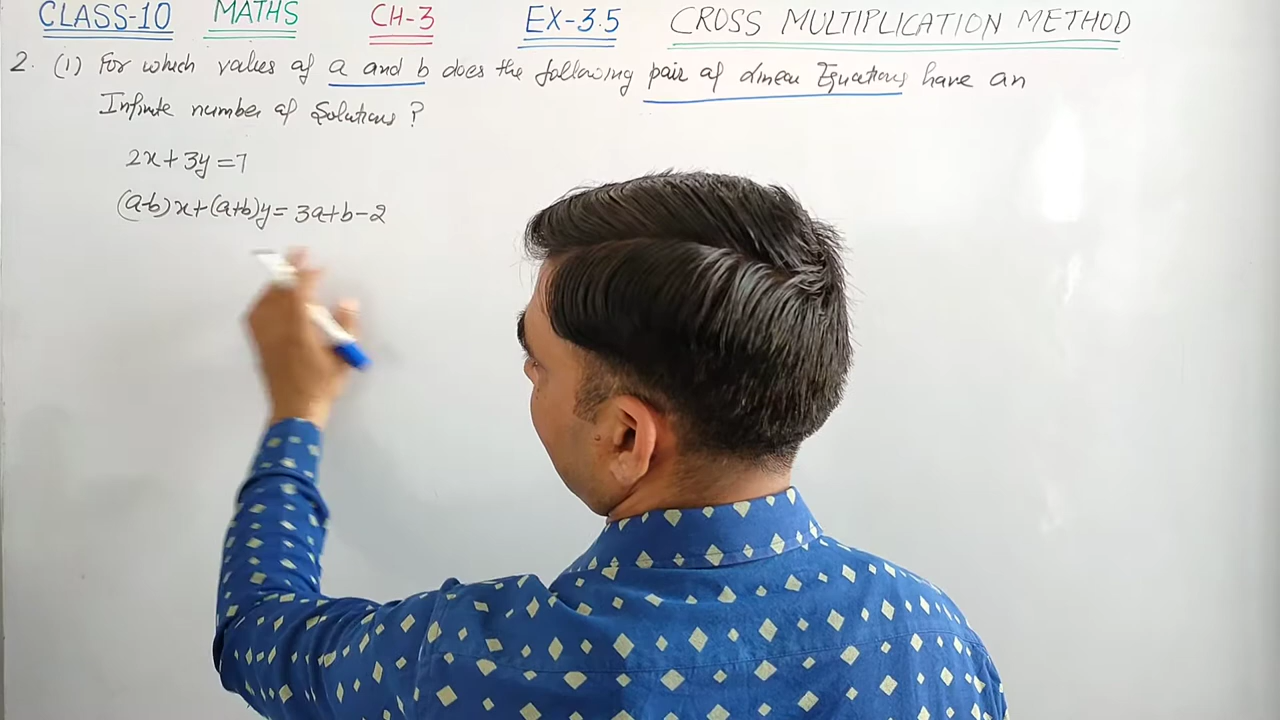 CLASS-10 MATHS CH-3 EX-3.5 CROSS MULTIPLICATION METHOD
2. (i) For which values of a and b does the following pair of Linear Equations have an
Infinite number of Solutions ?
2x + 3y = 7
(a-b)x + (a+b)y = 3a+b-2